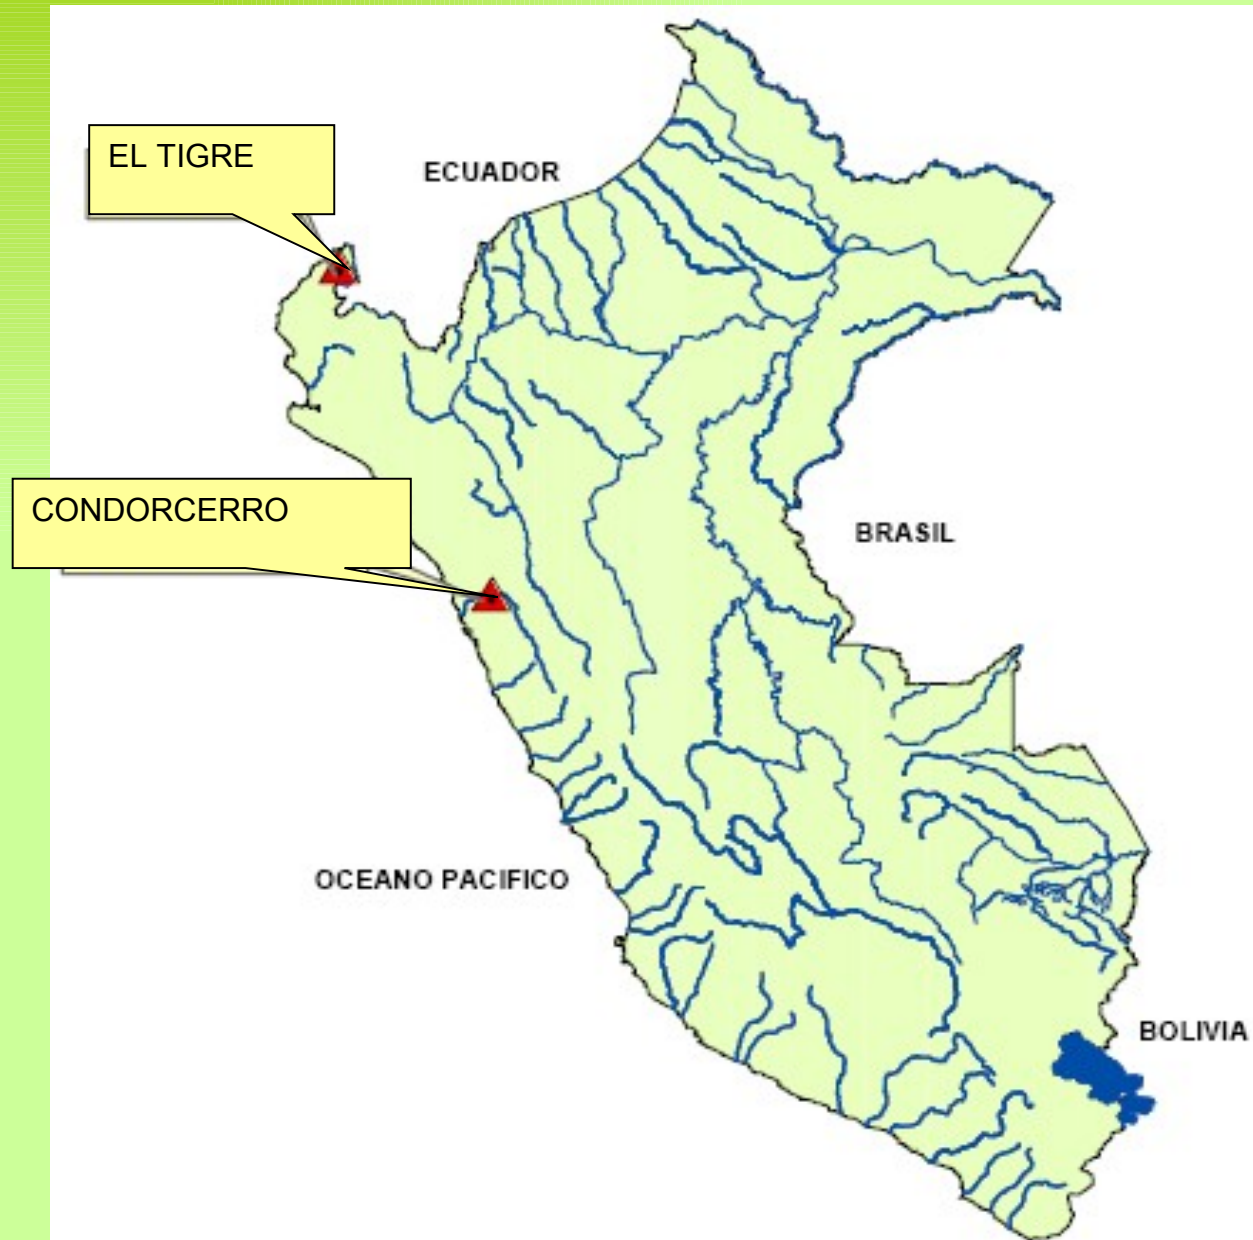 EL TIGRE
ECUADOR
CONDORCERRO
BRASIL
OCEANO PACIFICO
BOLIVIA